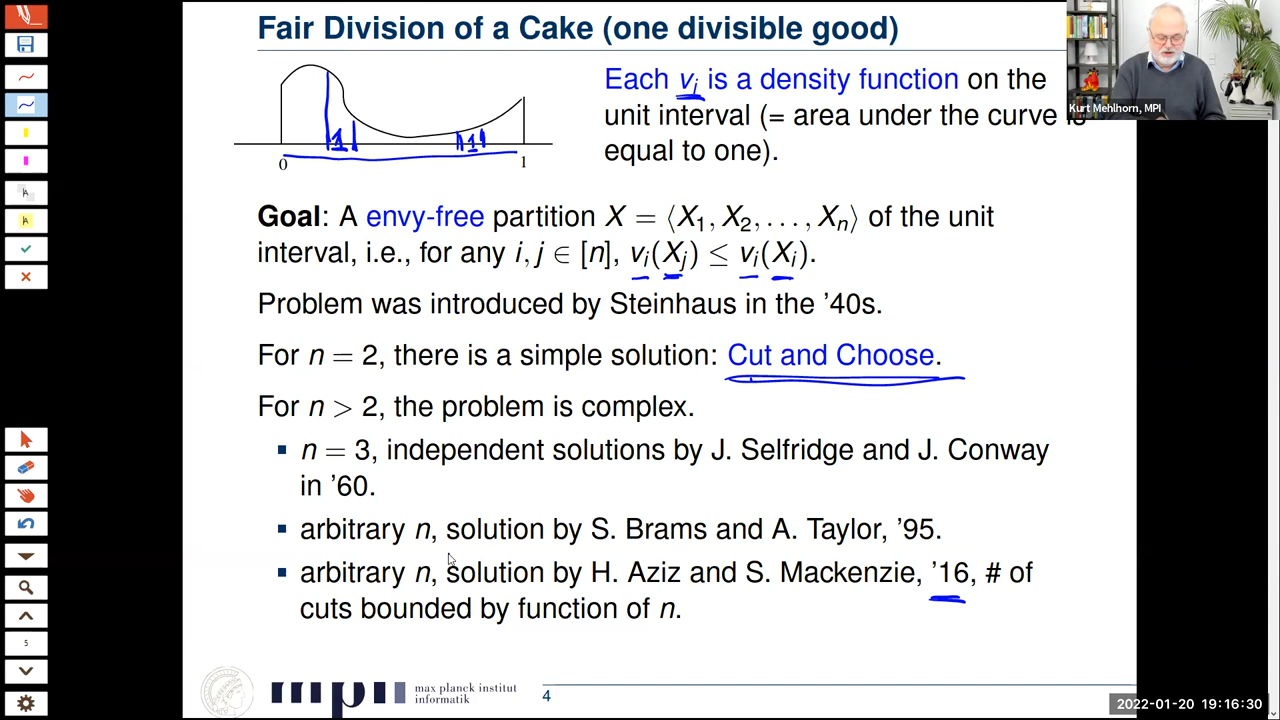 Fair Division of a Cake (one divisible good)
Kurt Mehlhorn, MPI
1 1
0 1
Each vᵢ is a density function on the
unit interval (= area under the curve is
equal to one).
Goal: A envy-free partition X = ⟨X₁, X₂, . . . , Xₙ⟩ of the unit
interval, i.e., for any i, j ∈ [n], vᵢ(Xⱼ) ≤ vᵢ(Xᵢ).
Problem was introduced by Steinhaus in the ’40s.
For n = 2, there is a simple solution: Cut and Choose.
For n > 2, the problem is complex.
▪ n = 3, independent solutions by J. Selfridge and J. Conway
in ’60.
▪ arbitrary n, solution by S. Brams and A. Taylor, ’95.
▪ arbitrary n, solution by H. Aziz and S. Mackenzie, ’16, # of
cuts bounded by function of n.
5
mpii max planck institut
informatik
4
2022-01-20 19:16:30